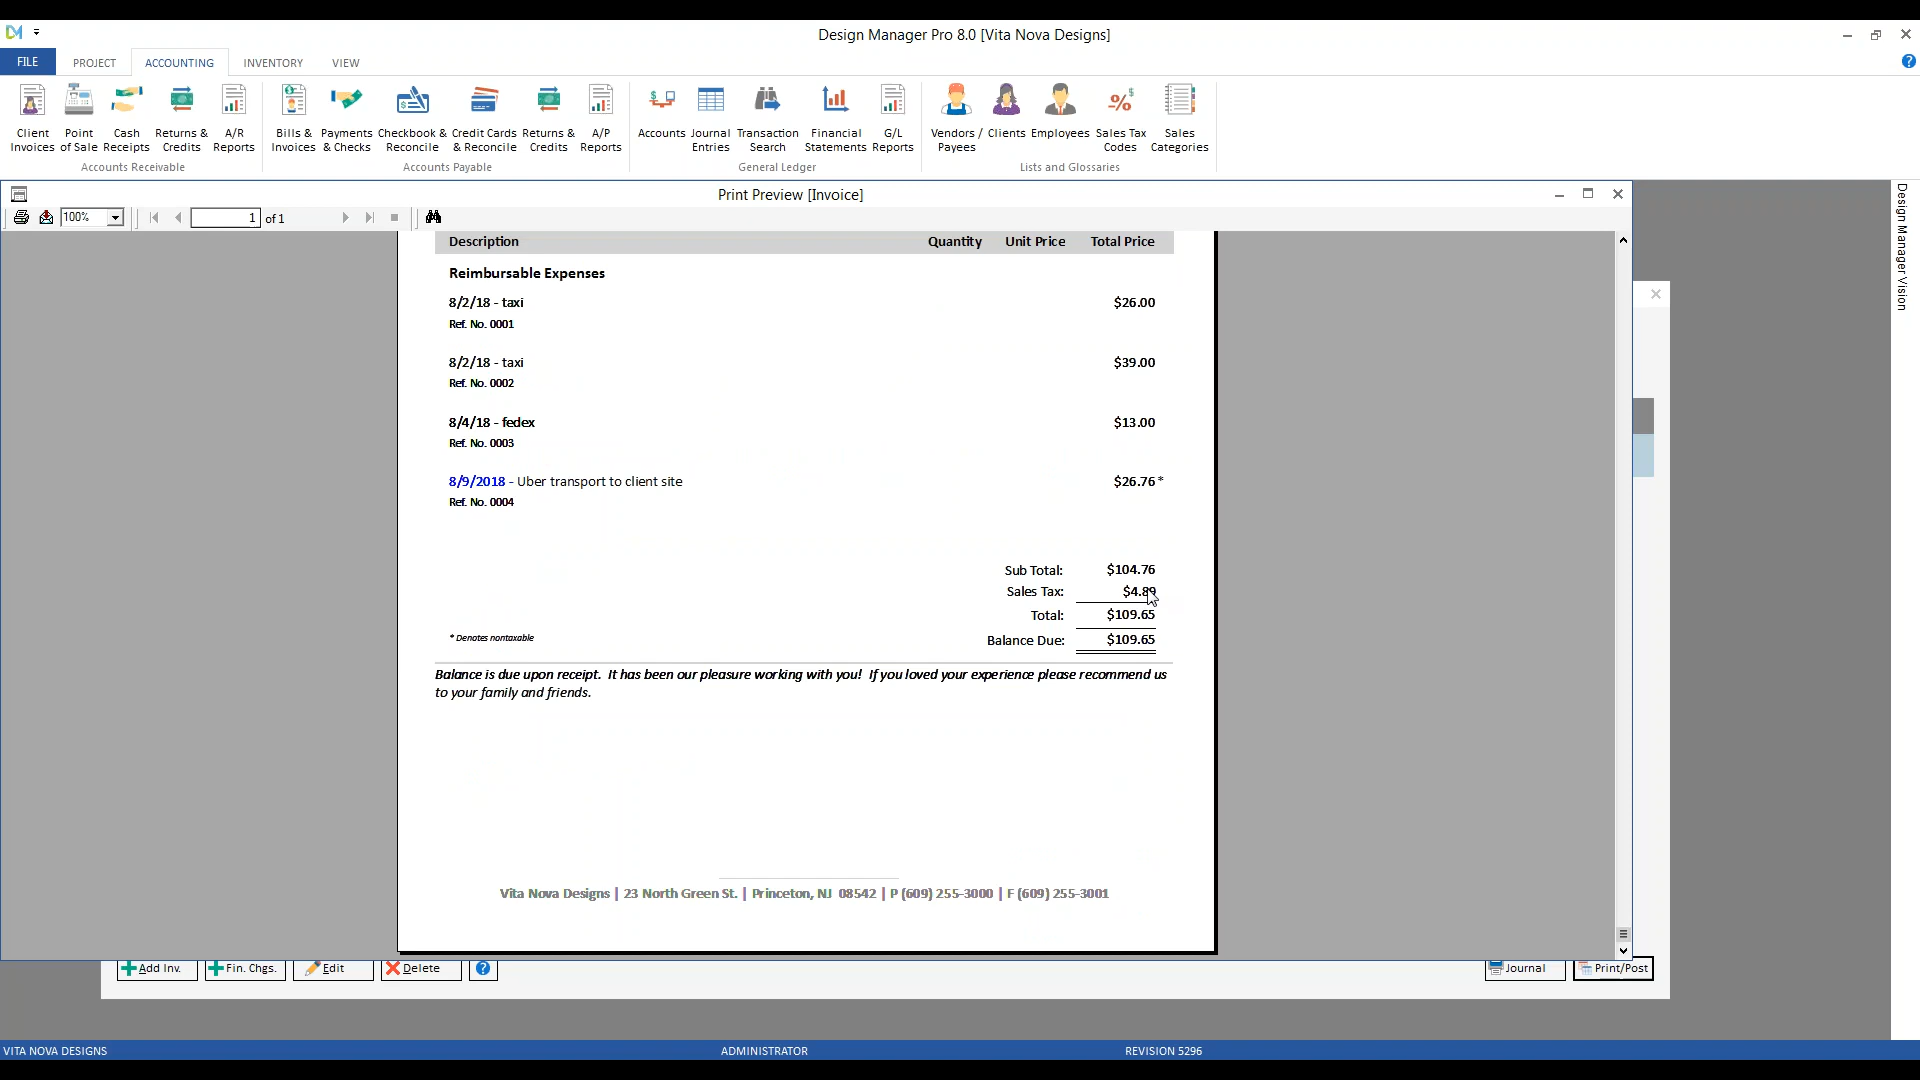 Design Manager Pro 8.0 [Vita Nova Designs]
FILE PROJECT ACCOUNTING INVENTORY VIEW
Client Invoices
Point of Sale
Cash Receipts
Returns & Credits
A/R Reports
Accounts Receivable
Bills & Invoices
Payments & Checks
Checkbook & Reconcile
Credit Cards & Reconcile
Returns & Credits
A/P Reports
Accounts Payable
Accounts
Journal Entries
Transaction Search
Financial Statements
G/L Reports
General Ledger
Vendors / Payees
Clients
Employees
Sales Tax Codes
Sales Categories
Lists and Glossaries
Design Manager Vision
Print Preview [Invoice]
100% 1 of 1
Description Quantity Unit Price Total Price
Reimbursable Expenses
8/2/18 - taxi $26.00
Ref. No. 0001
8/2/18 - taxi $39.00
Ref. No. 0002
8/4/18 - fedex $13.00
Ref. No. 0003
8/9/2018 - Uber transport to client site $26.76 *
Ref. No. 0004
Sub Total: $104.76
Sales Tax: $4.89
Total: $109.65
* Denotes nontaxable Balance Due: $109.65
Balance is due upon receipt. It has been our pleasure working with you! If you loved your experience please recommend us
to your family and friends.
Vita Nova Designs | 23 North Green St. | Princeton, NJ 08542 | P (609) 255-3000 | F (609) 255-3001
Add Inv. Fin. Chgs. Edit Delete Journal Print/Post
VITA NOVA DESIGNS ADMINISTRATOR REVISION 5296